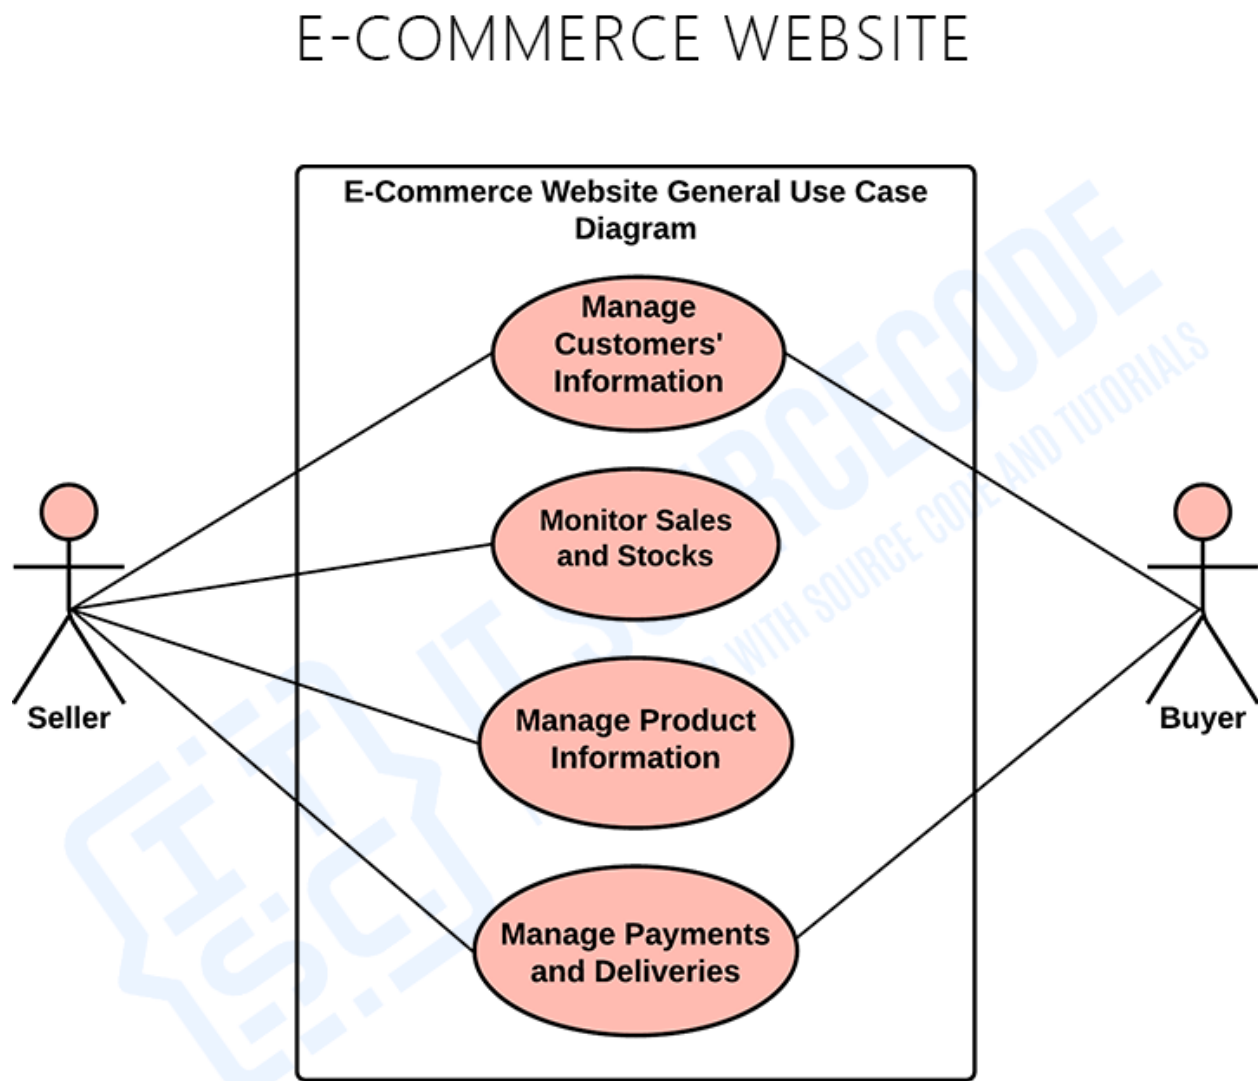 E-COMMERCE WEBSITE
E-Commerce Website General Use Case
Diagram
Manage
Customers'
Information
Monitor Sales
and Stocks
Seller
Buyer
Manage Product
Information
Manage Payments
and Deliveries